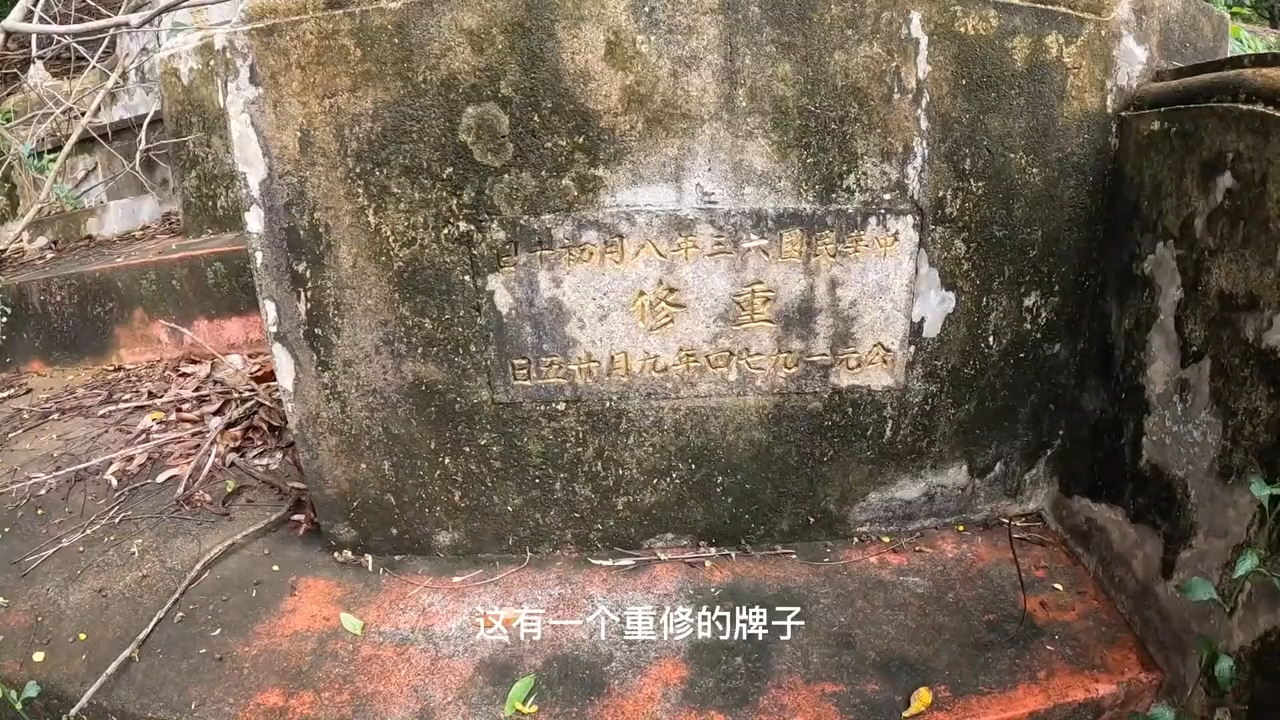 中華民國六三年八月初十日
重修
公元一九七四年九月廿五日
这有一个重修的牌子